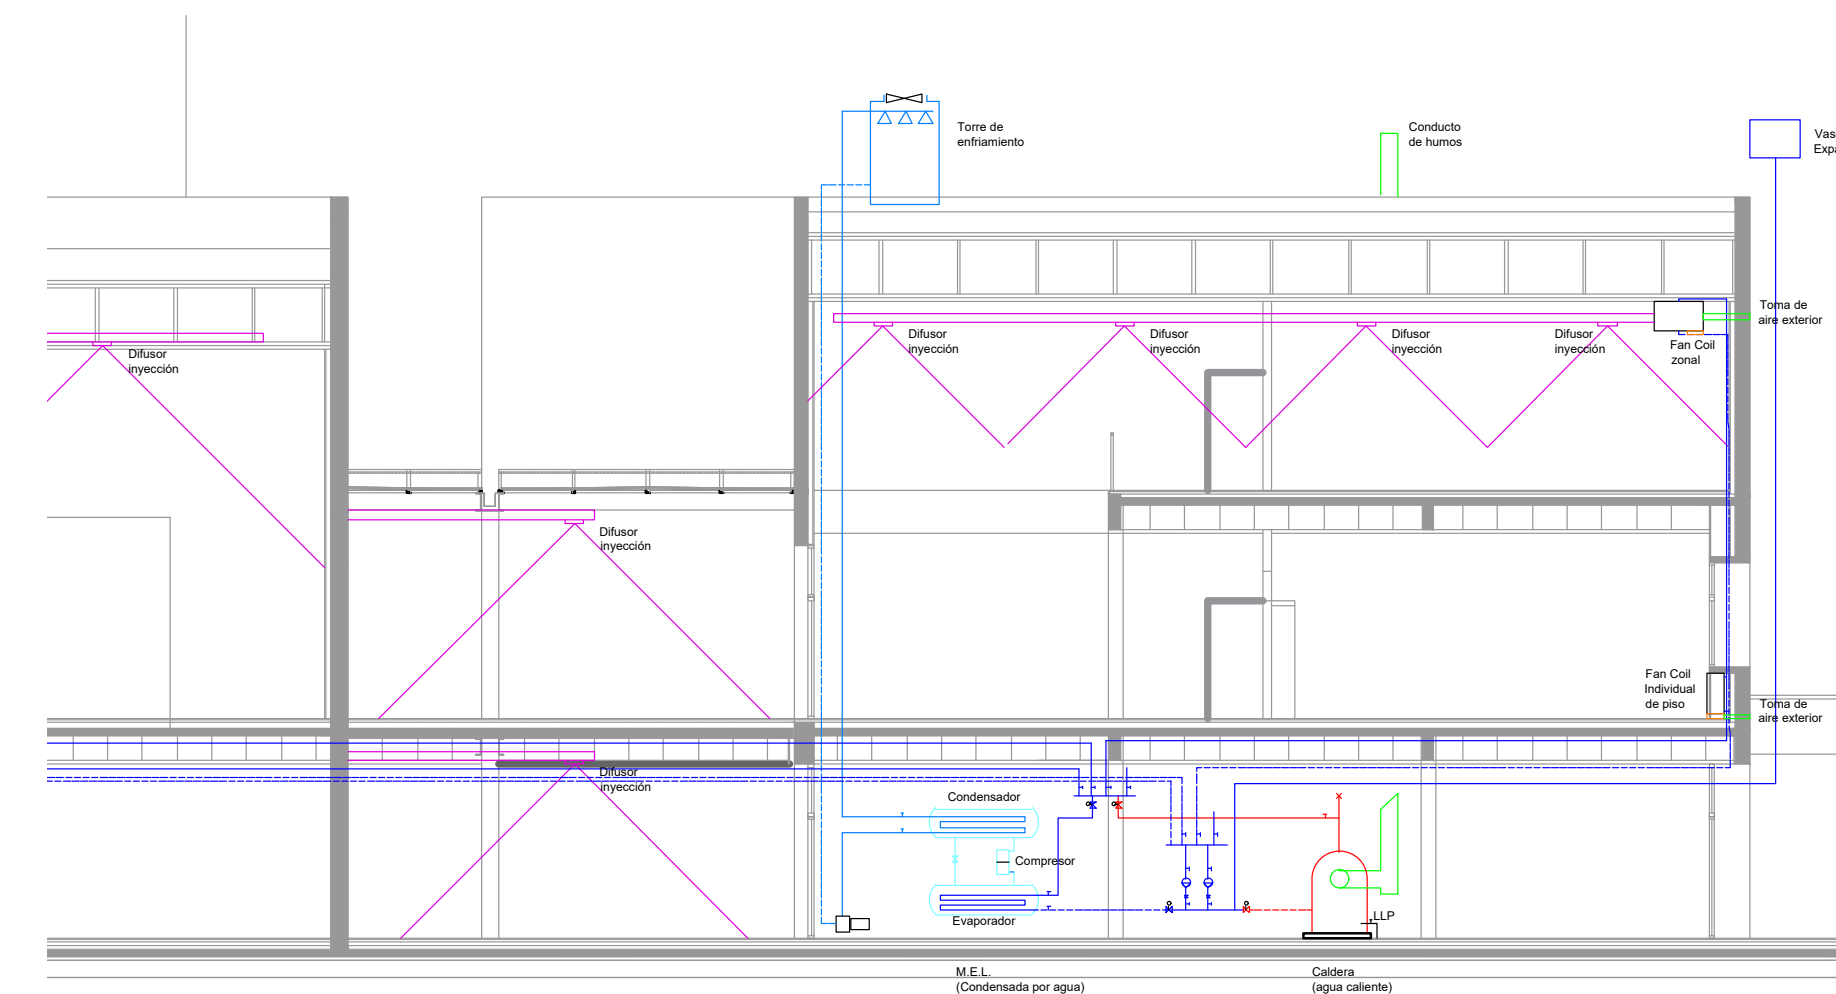 Torre de
enfriamiento
Conducto
de humos
Toma de
aire exterior
Difusor
inyección
Difusor
inyección
Difusor
inyección
Difusor
inyección
Fan Coil
zonal
Difusor
inyección
Difusor
inyección
Fan Coil
Individual
de piso
Toma de
aire exterior
Difusor
inyección
Condensador
Compresor
Evaporador
LLP
M.E.L.
(Condensada por agua)
Caldera
(agua caliente)